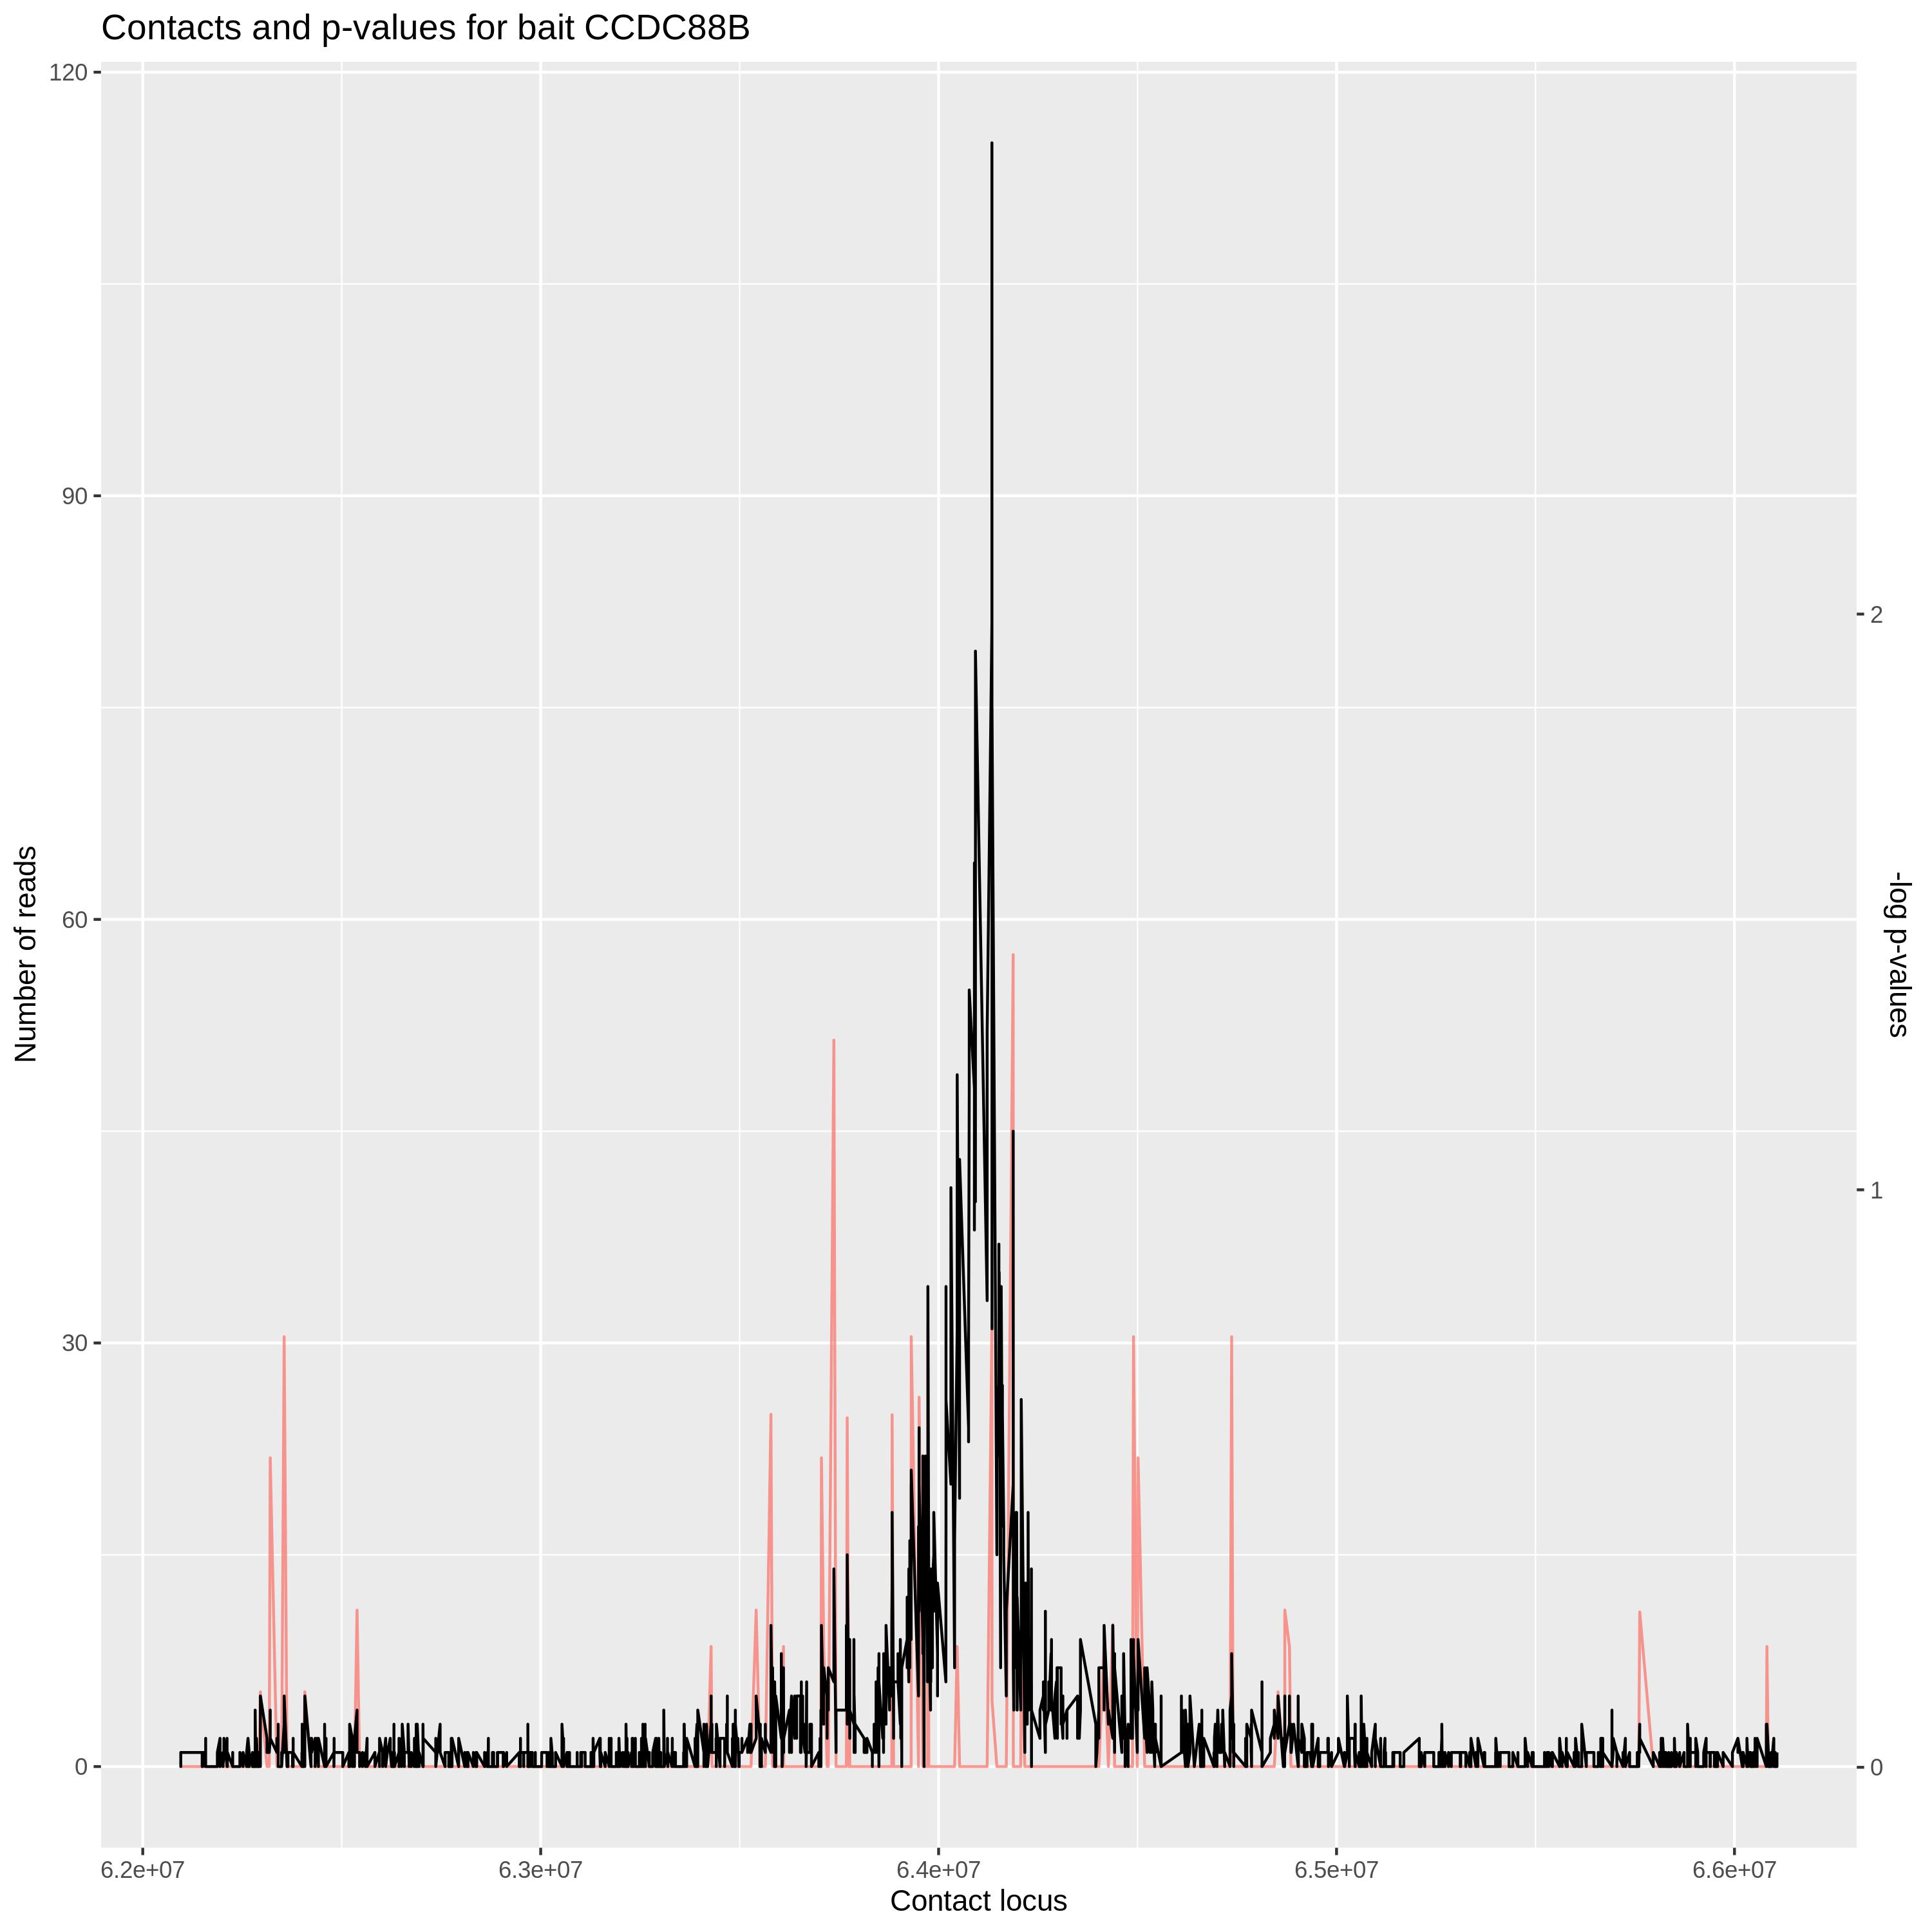 Contacts and p-values for bait CCDC88B
120
90
60
30
0
Number of reads
2
1
0
-log p-values
6.2e+07
6.3e+07
6.4e+07
6.5e+07
6.6e+07
Contact locus